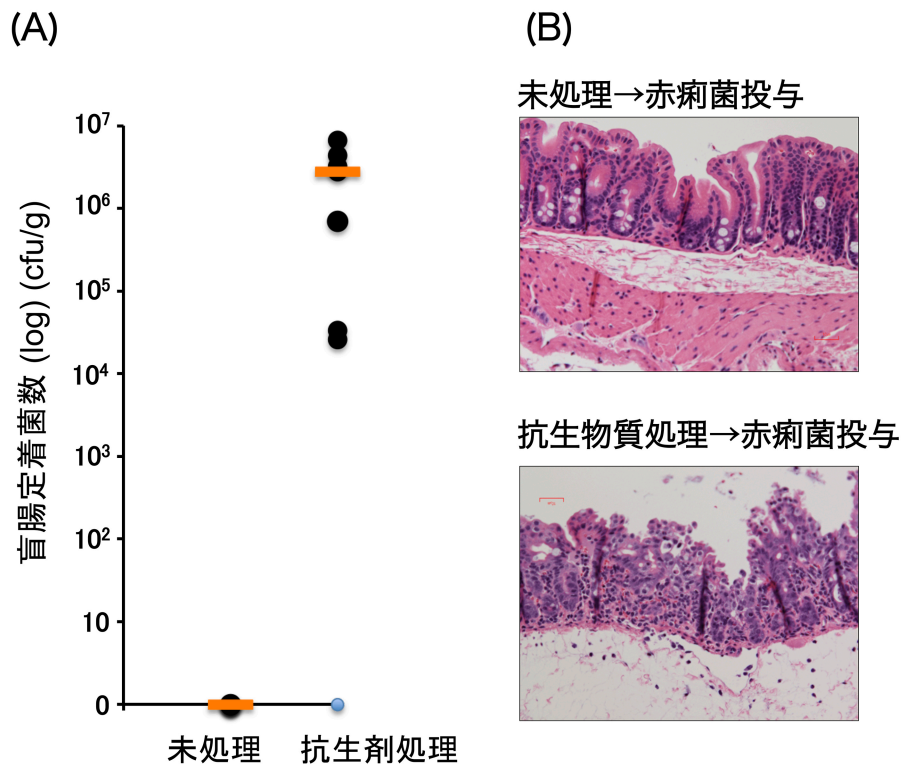 (A)
(B)
未処理→赤痢菌投与
盲腸定着菌数 (log) (cfu/g)
10⁷
10⁶
10⁵
10⁴
10³
10²
10
0
未処理
抗生剤処理
抗生物質処理→赤痢菌投与